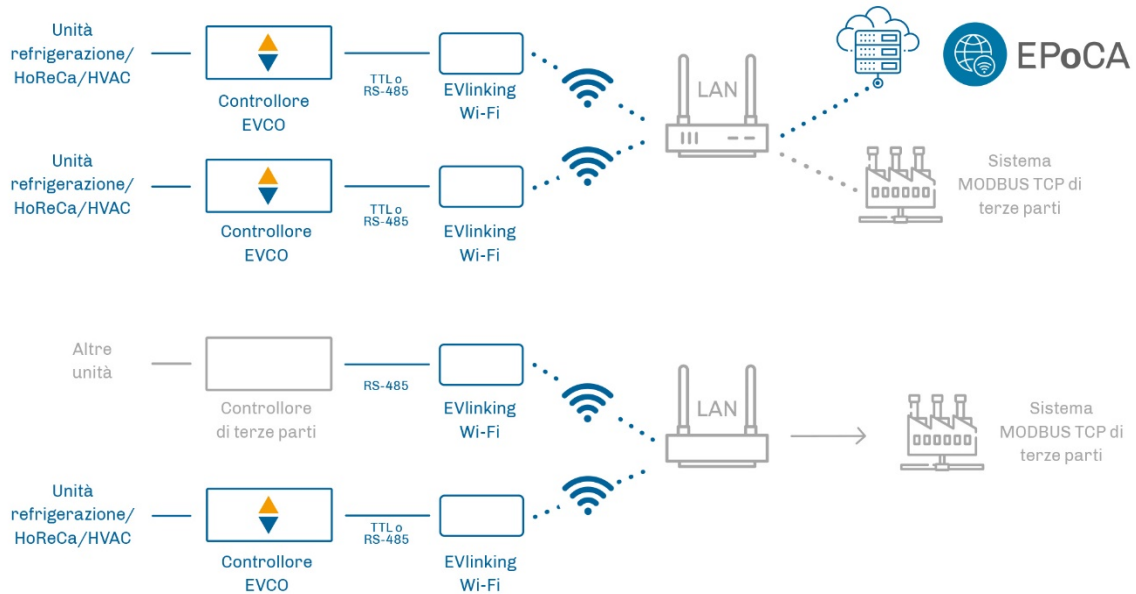 Unità
refrigerazione/
HoReCa/HVAC
Controllore
EVCO
TTL o
RS-485
EVlinking
Wi-Fi
LAN
EPoCA
Unità
refrigerazione/
HoReCa/HVAC
Controllore
EVCO
TTL o
RS-485
EVlinking
Wi-Fi
Sistema
MODBUS TCP di
terze parti
Altre
unità
Controllore
di terze parti
RS-485
EVlinking
Wi-Fi
LAN
Sistema
MODBUS TCP di
terze parti
Unità
refrigerazione/
HoReCa/HVAC
Controllore
EVCO
TTL o
RS-485
EVlinking
Wi-Fi